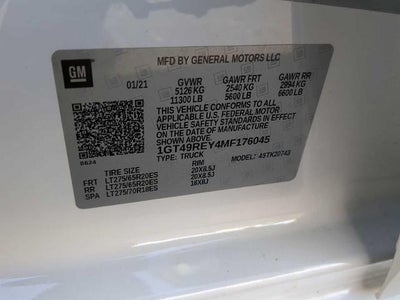 GM
MFD BY GENERAL MOTORS LLC
01/21
GVWR GAWR FRT GAWR RR
5126 KG 2540 KG 2994 KG
11300 LB 5600 LB 6600 LB
THIS VEHICLE CONFORMS TO ALL
APPLICABLE U.S. FEDERAL MOTOR
VEHICLE SAFETY STANDARDS IN
EFFECT ON THE DATE OF MANUFACTURE
SHOWN ABOVE.
1GT49REY4MF176045
TYPE: TRUCK MODEL: 49TK20743
8624
TIRE SIZE RIM
FRT LT275/65R20ES 20X8.5J
RR LT275/65R20ES 20X8.5J
SPA LT275/70R18ES 18X8J